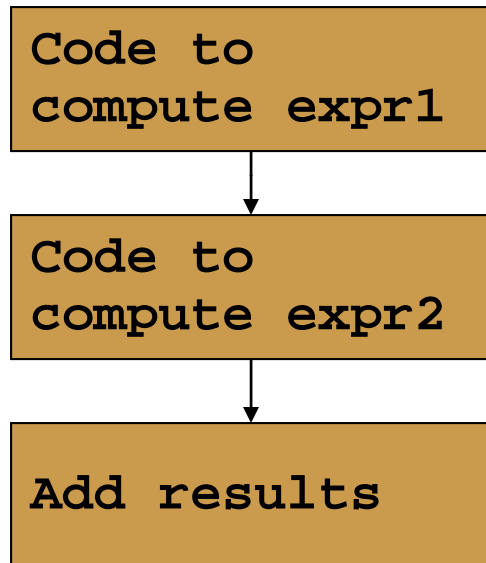 Code to
compute expr1
Code to
compute expr2
Add results